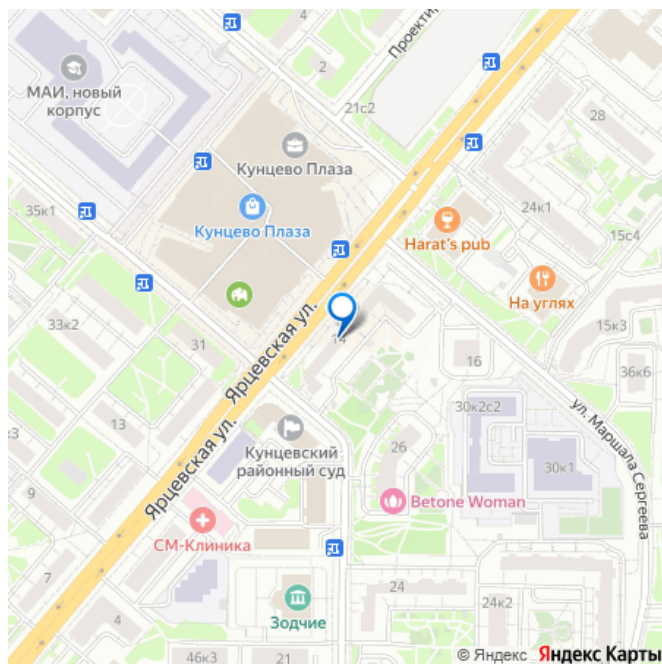 2
Проекти
21с2
МАИ, новый
корпус
28
Кунцево Плаза
24к1
35к1
Кунцево Плаза
Harat's pub
15с4
На углях
Ярцевская ул.
14
15к3
33к2
31
16
36к6
ул. Маршала Сергеева
30к2с2
13
Ярцевская ул.
Кунцевский
районный суд
26
к3
30к1
9
Betone Woman
СМ-Клиника
7
24
24к2
4
Зодчие
46к3
21
© Яндекс Яндекс Карты